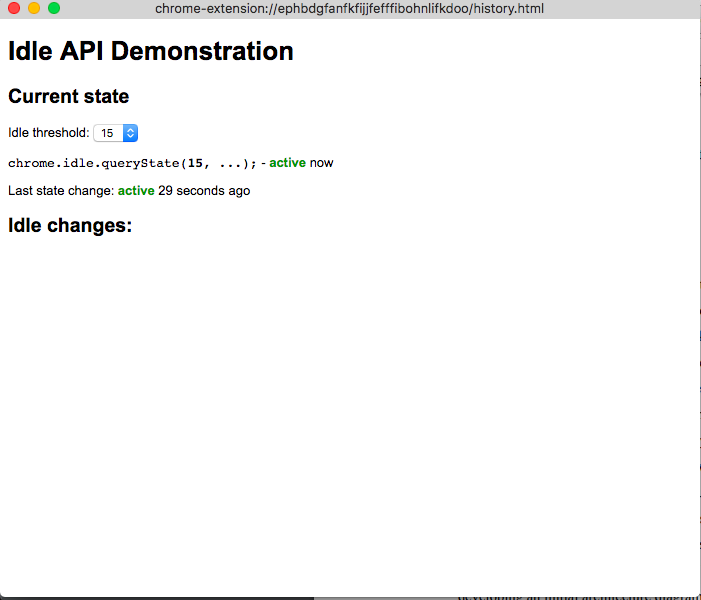 chrome-extension://ephbdgfanfkfijjfefffibohnlifkdoo/history.html
Idle API Demonstration
Current state
Idle threshold: 15
chrome.idle.queryState(15, ...); - active now
Last state change: active 29 seconds ago
Idle changes: